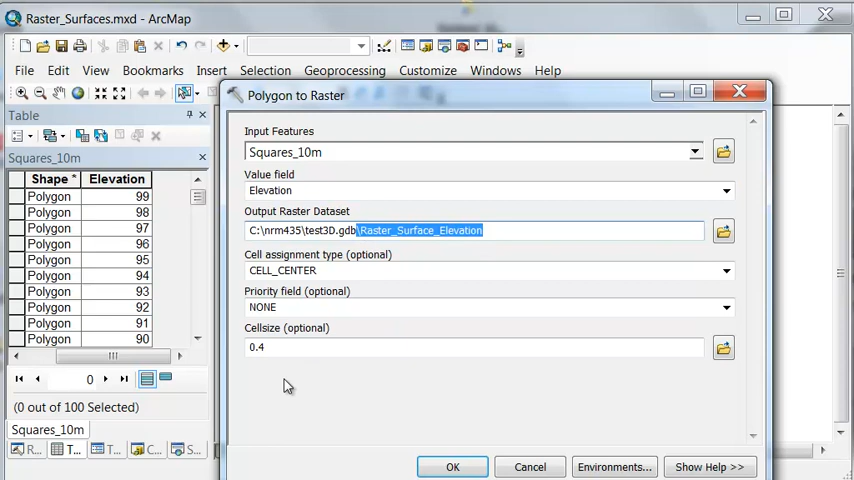 Raster_Surfaces.mxd - ArcMap
File Edit View Bookmarks Insert Selection Geoprocessing Customize Windows Help
Table
Squares_10m
Shape * Elevation
Polygon 99
Polygon 98
Polygon 97
Polygon 96
Polygon 95
Polygon 94
Polygon 93
Polygon 92
Polygon 91
Polygon 90
0
(0 out of 100 Selected)
Squares_10m
R... T... T... C... S...
Polygon to Raster
Input Features
Squares_10m
Value field
Elevation
Output Raster Dataset
C:\nrm435\test3D.gdb\Raster_Surface_Elevation
Cell assignment type (optional)
CELL_CENTER
Priority field (optional)
NONE
Cellsize (optional)
0.4
OK Cancel Environments... Show Help >>